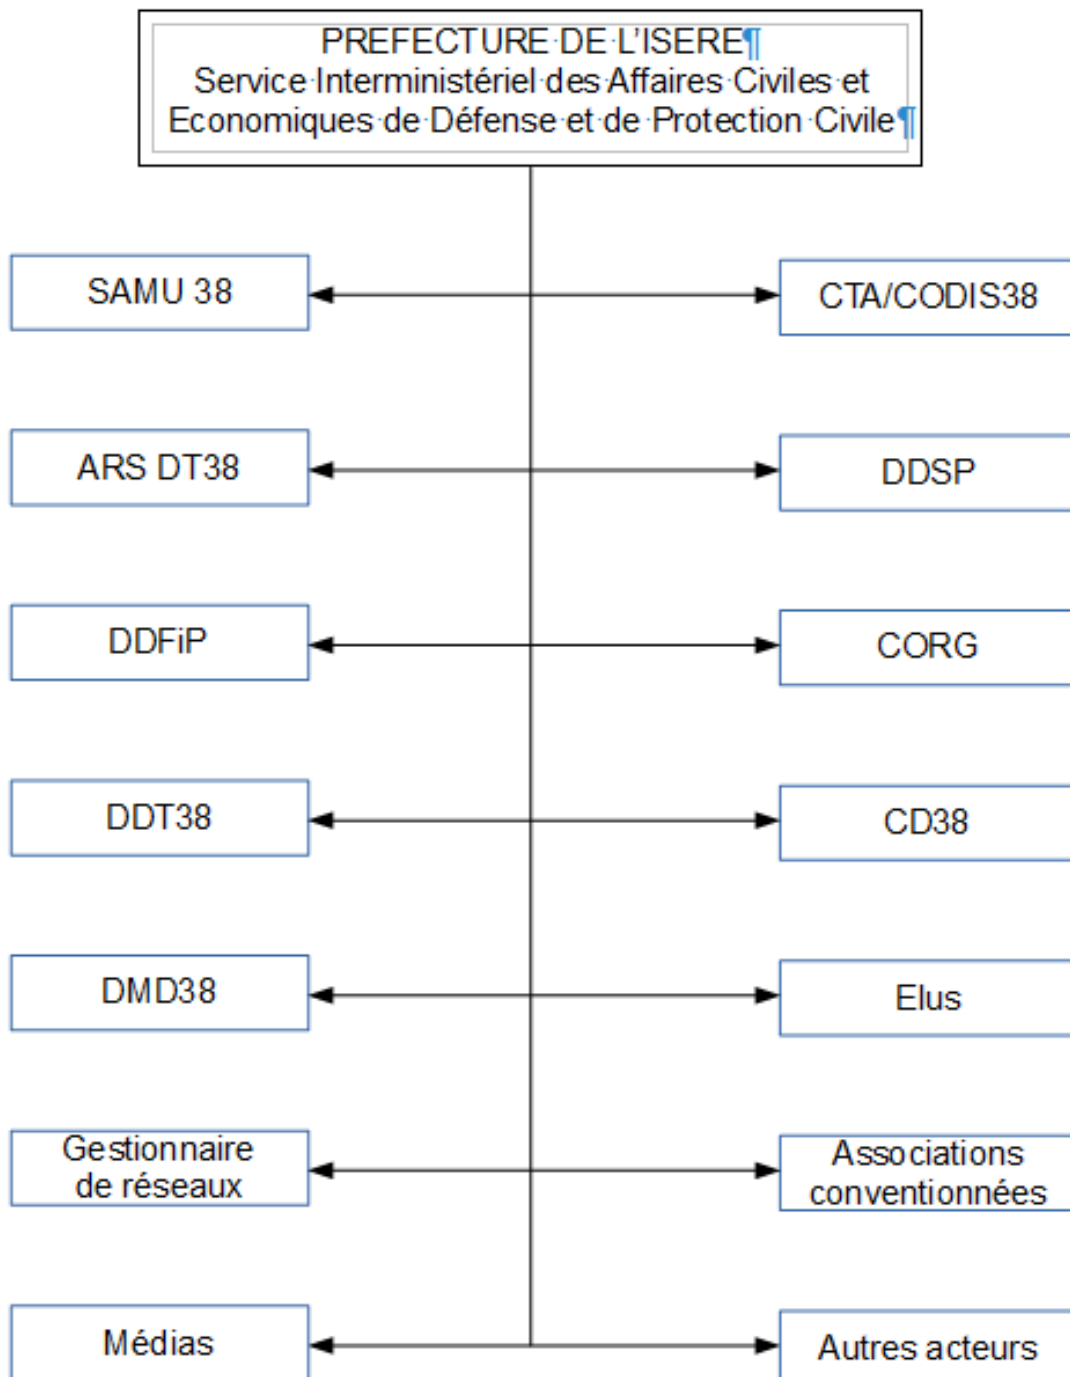 PREFECTURE DE L'ISERE¶
Service Interministériel des Affaires Civiles et
Economiques de Défense et de Protection Civile¶
SAMU 38
CTA/CODIS38
ARS DT38
DDSP
DDFiP
CORG
DDT38
CD38
DMD38
Elus
Gestionnaire
de réseaux
Associations
conventionnées
Médias
Autres acteurs